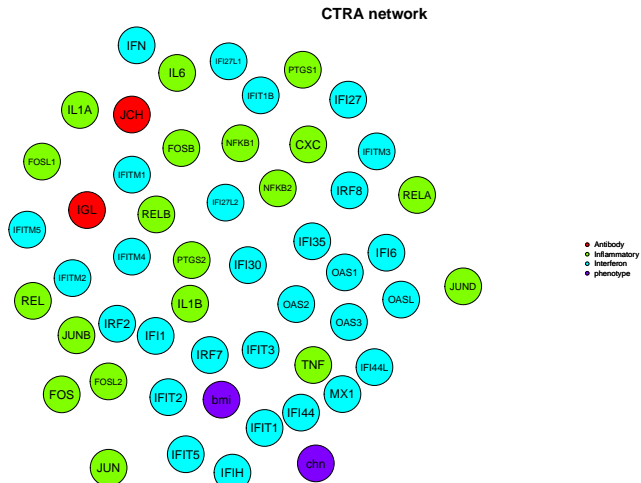 CTRA network
IFN
IL6
IFI27L1
PTGS1
IFIT1B
IFI27
IL1A
JCH
FOSB
NFKB1
CXC
IFITM3
FOSL1
IFITM1
NFKB2
IRF8
RELA
IGL
RELB
IFI27L2
IFITM5
IFI35
IFI6
IFITM4
PTGS2
IFI30
OAS1
IFITM2
JUND
REL
IL1B
OAS2
OASL
IRF2
IFI1
OAS3
JUNB
IRF7
IFIT3
TNF
IFI44L
FOSL2
FOS
IFIT2
bmi
MX1
IFI44
IFIT1
JUN
IFIT5
IFIH
chn
Antibody
Inflammatory
Interferon
phenotype